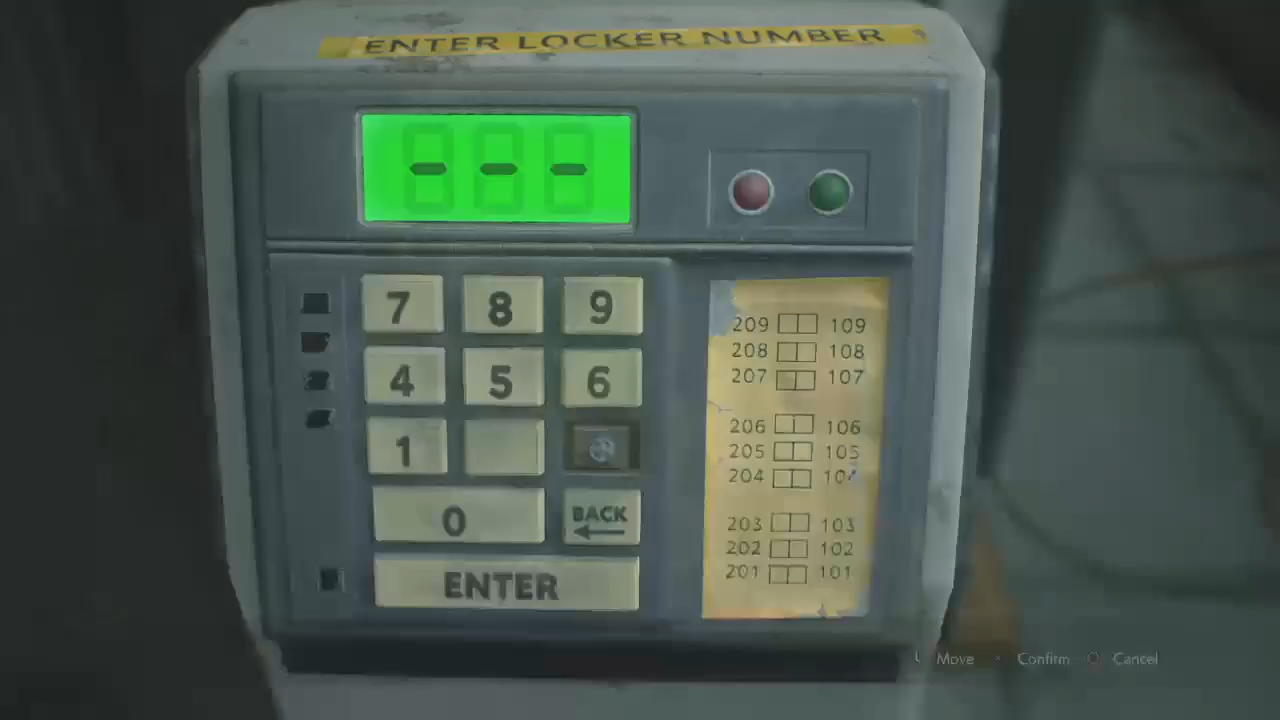 ENTER LOCKER NUMBER
7 8 9
4 5 6
1
0 BACK
ENTER
209 109
208 108
207 107
206 106
205 105
204 104
203 103
202 102
201 101
Move Confirm Cancel